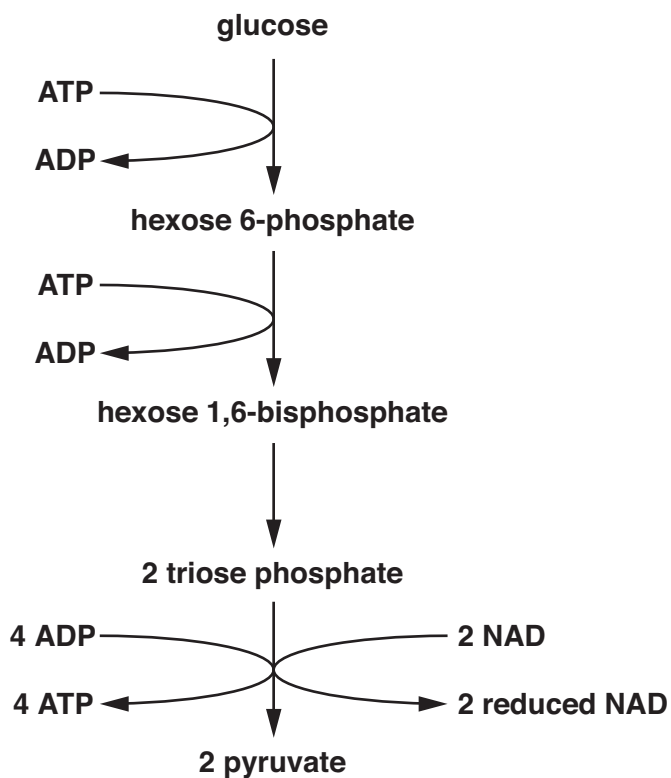 glucose
ATP
ADP
hexose 6-phosphate
ATP
ADP
hexose 1,6-bisphosphate
2 triose phosphate
4 ADP 2 NAD
4 ATP 2 reduced NAD
2 pyruvate